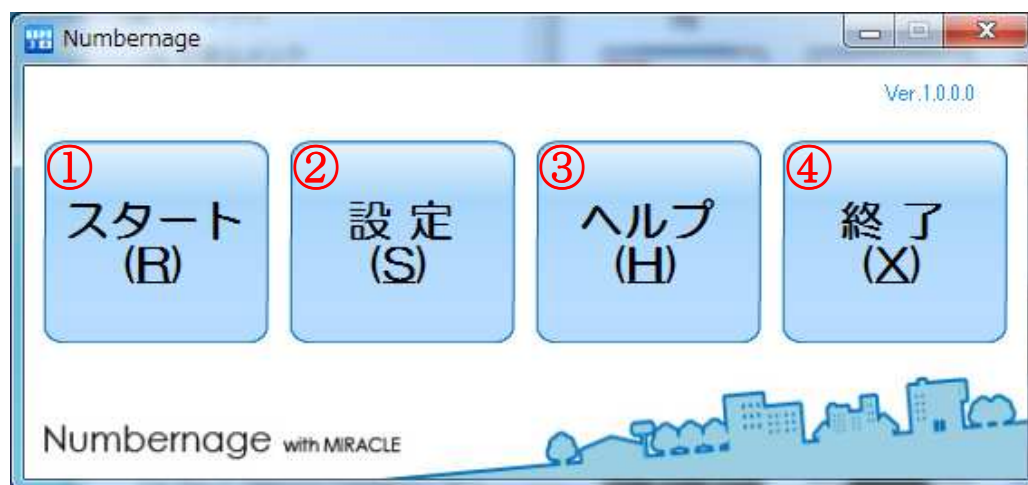 Numbernage
Ver.1.0.0.0
① ② ③ ④
スタート 設 定 ヘルプ 終 了
(R) (S) (H) (X)
Numbernage with MIRACLE